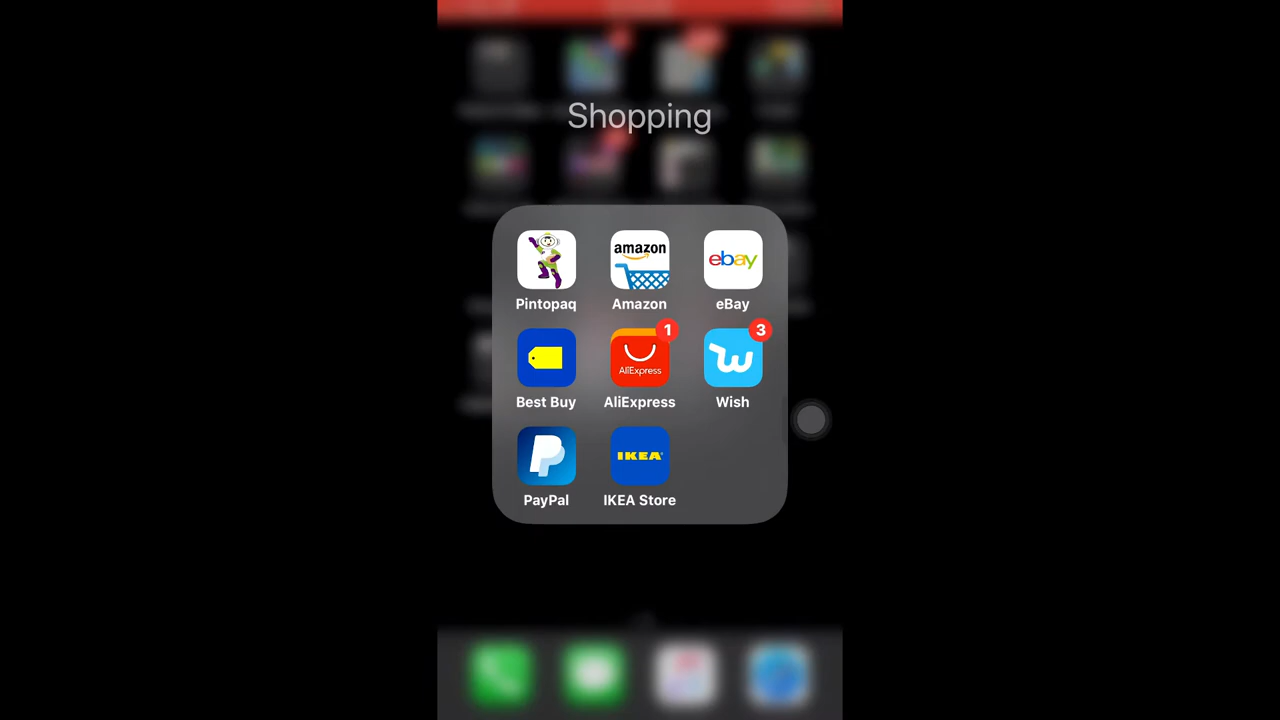 Shopping
amazon
ebay
Pintopaq Amazon eBay
1 3
AliExpress
Best Buy AliExpress Wish
IKEA
PayPal IKEA Store